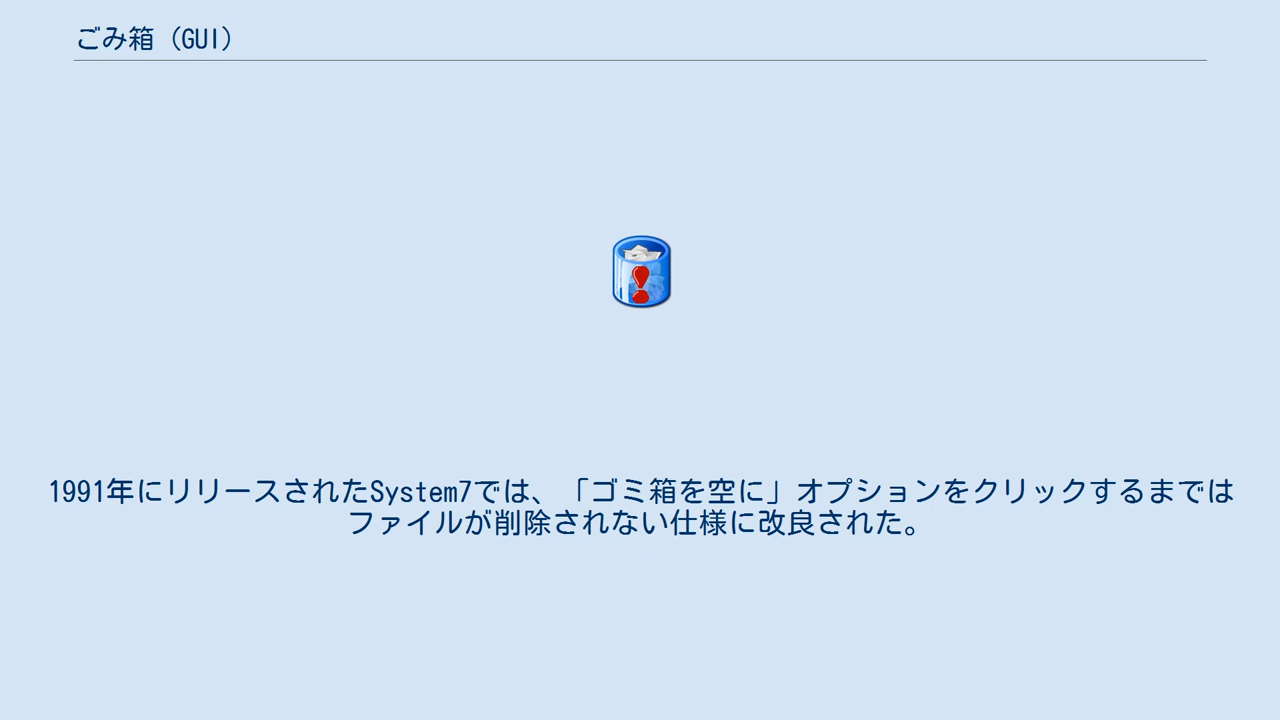 ごみ箱（GUI）
1991年にリリースされたSystem7では、「ゴミ箱を空に」オプションをクリックするまでは
ファイルが削除されない仕様に改良された。